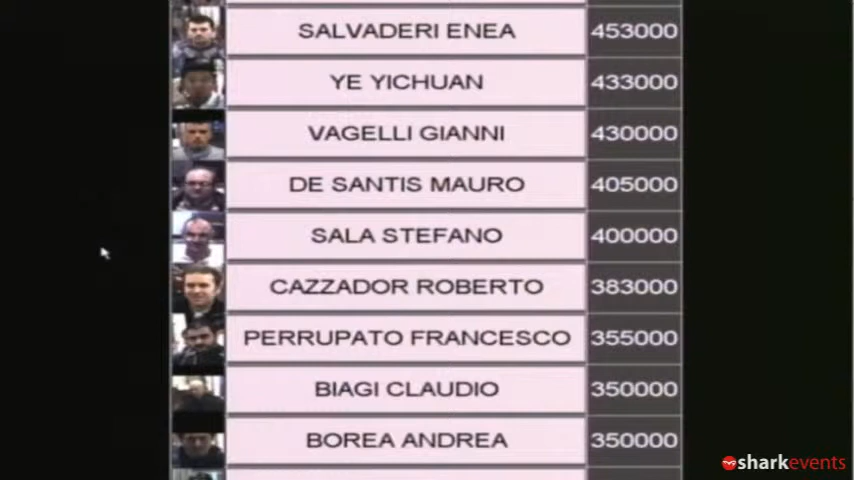 SALVADERI ENEA 453000
YE YICHUAN 433000
VAGELLI GIANNI 430000
DE SANTIS MAURO 405000
SALA STEFANO 400000
CAZZADOR ROBERTO 383000
PERRUPATO FRANCESCO 355000
BIAGI CLAUDIO 350000
BOREA ANDREA 350000
sharkevents